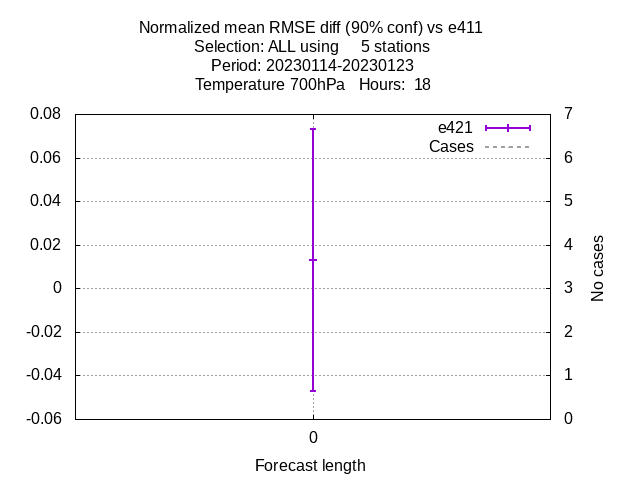 Normalized mean RMSE diff (90% conf) vs e411
Selection: ALL using     5 stations
Period: 20230114-20230123
Temperature 700hPa   Hours:  18
e421
Cases
0.08
0.06
0.04
0.02
0
-0.02
-0.04
-0.06
7
6
5
4
3
2
1
0
No cases
0
Forecast length